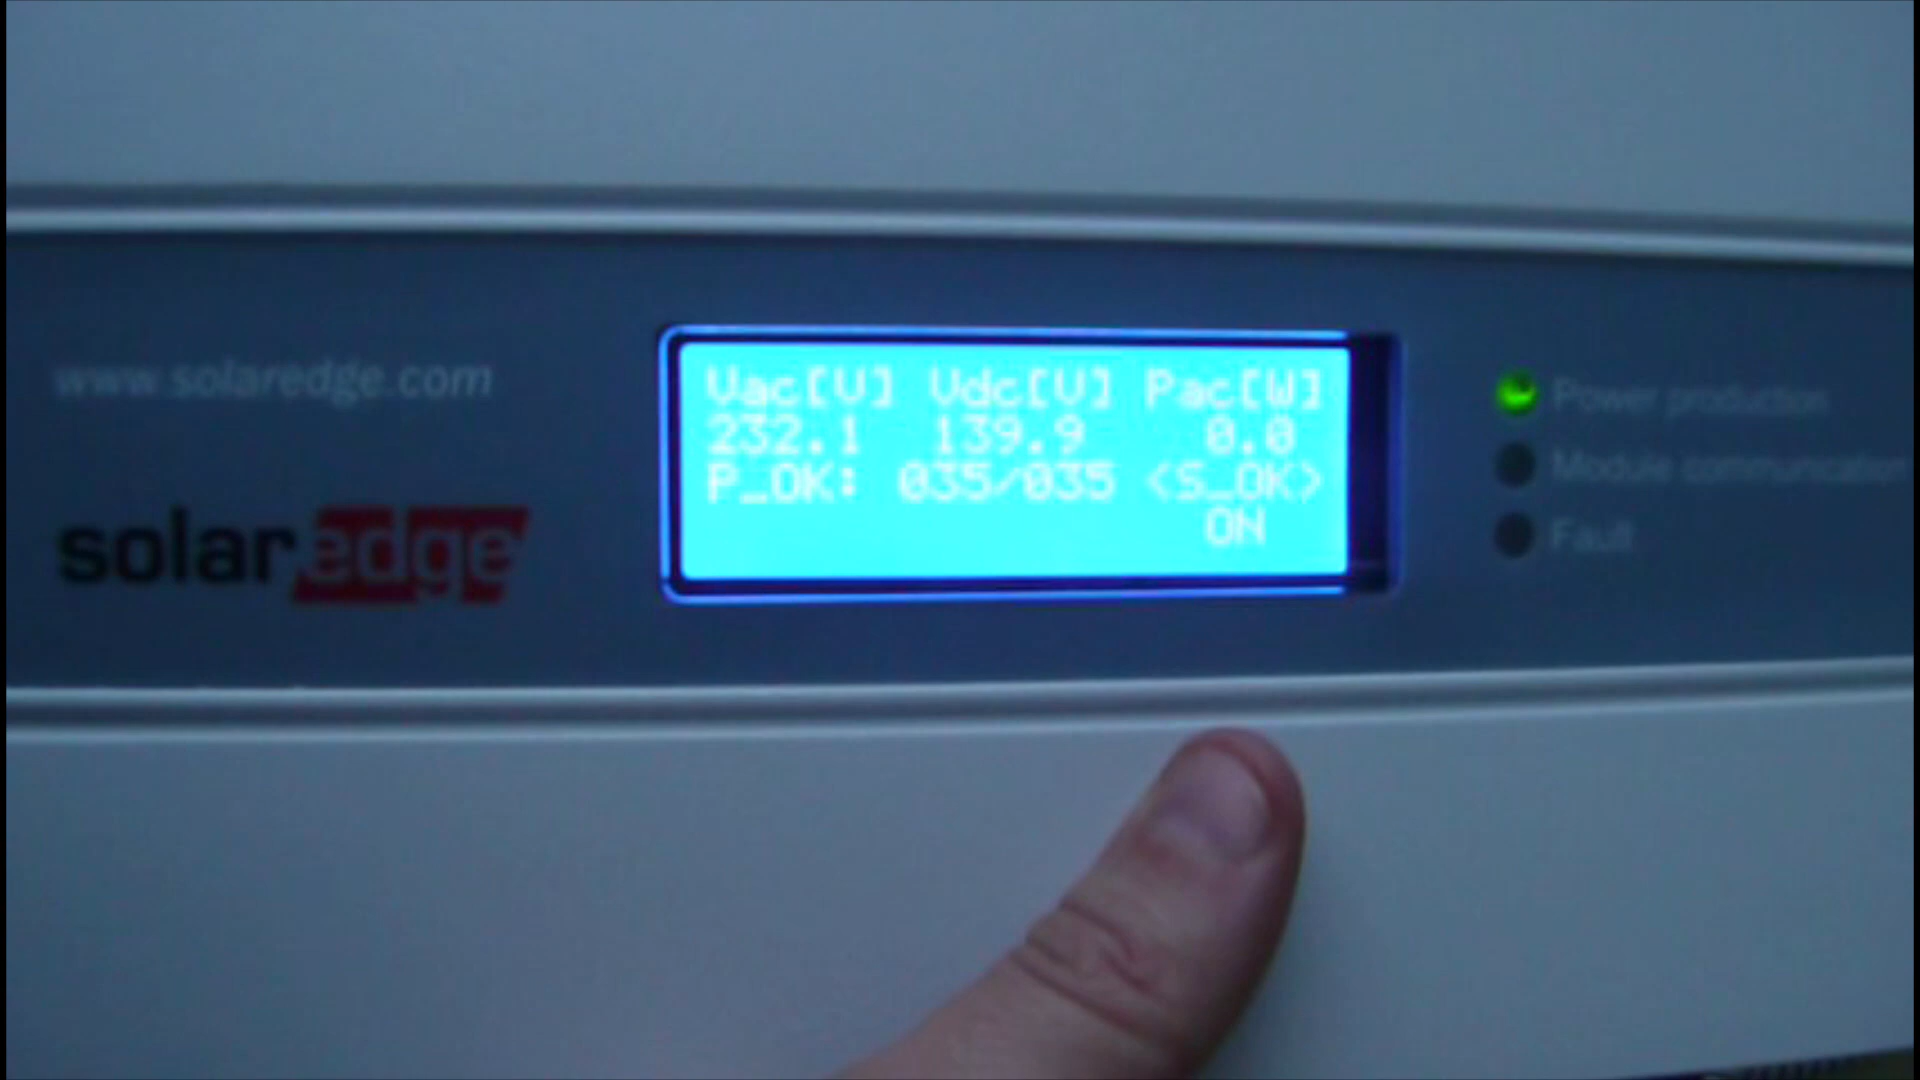 www.solaredge.com
solaredge
Vac[V] Vdc[V] Pac[W]
232.1 139.9 0.0
P_OK: 035/035 <S_OK>
ON
Power production
Module communication
Fault